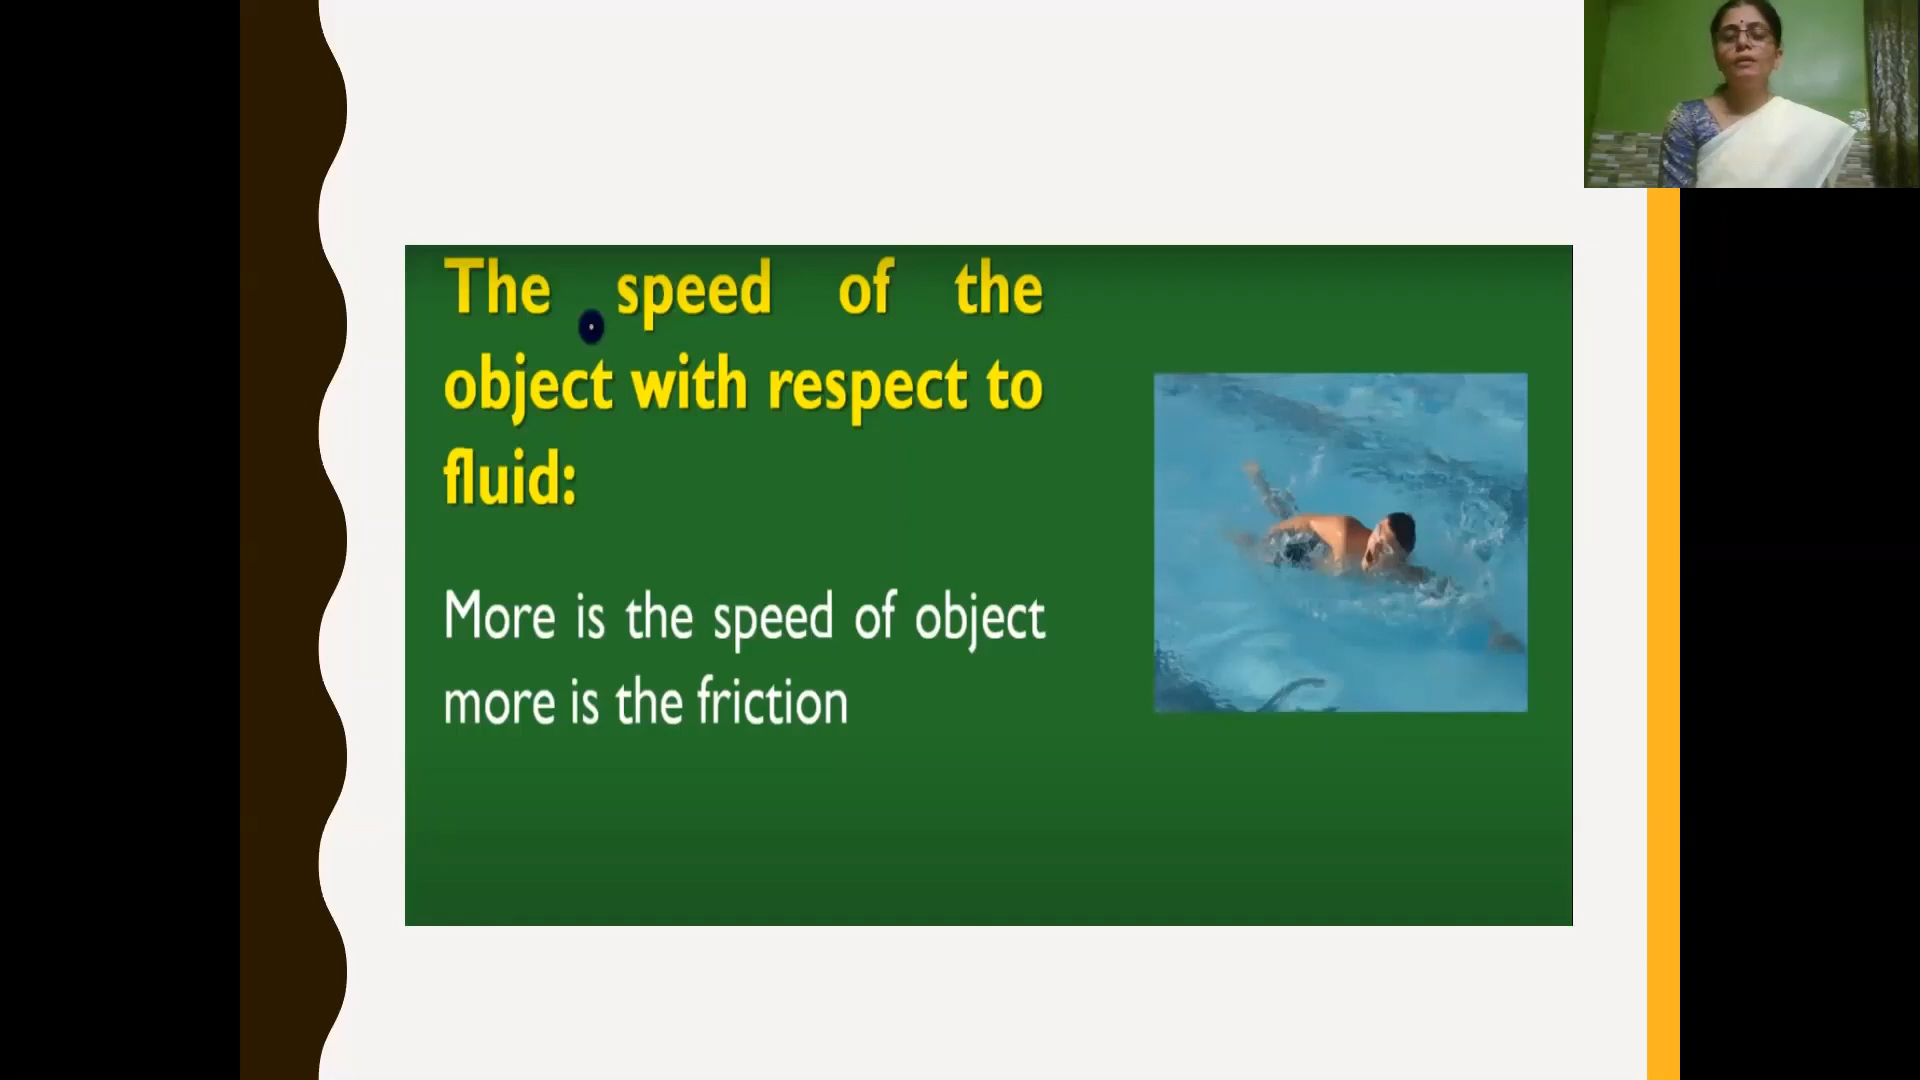 The speed of the
object with respect to
fluid:
More is the speed of object
more is the friction